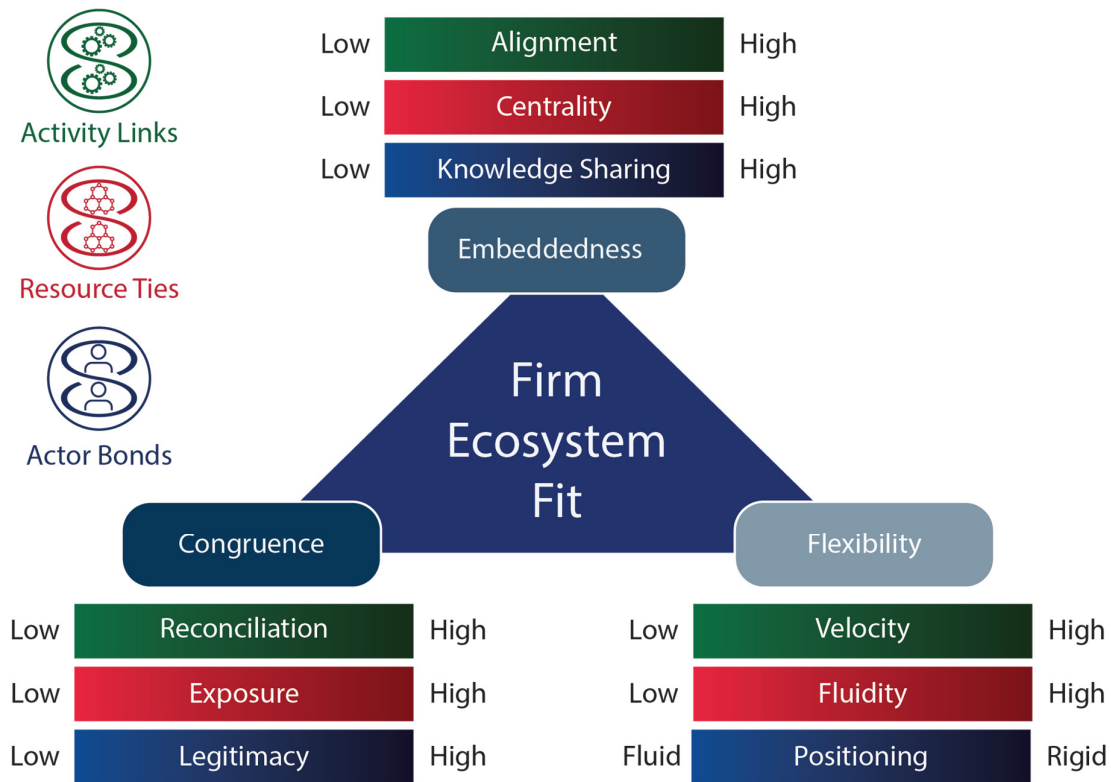 Activity Links
Resource Ties
Actor Bonds
Low Alignment High
Low Centrality High
Low Knowledge Sharing High
Embeddedness
Firm
Ecosystem
Fit
Congruence
Low Reconciliation High
Low Exposure High
Low Legitimacy High
Flexibility
Low Velocity High
Low Fluidity High
Fluid Positioning Rigid